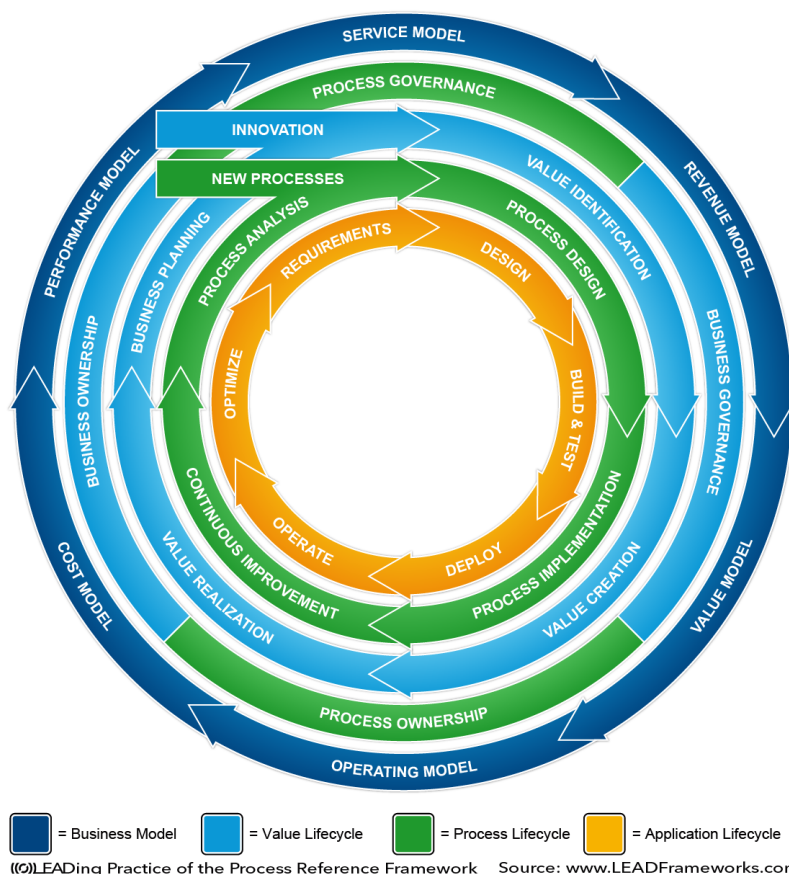 SERVICE MODEL
PROCESS GOVERNANCE
INNOVATION
NEW PROCESSES
PERFORMANCE MODEL
REVENUE MODEL
VALUE IDENTIFICATION
BUSINESS PLANNING
PROCESS ANALYSIS
PROCESS DESIGN
REQUIREMENTS
DESIGN
BUSINESS OWNERSHIP
OPTIMIZE
BUILD & TEST
BUSINESS GOVERNANCE
COST MODEL
VALUE REALIZATION
CONTINUOUS IMPROVEMENT
OPERATE
DEPLOY
PROCESS IMPLEMENTATION
VALUE CREATION
VALUE MODEL
PROCESS OWNERSHIP
OPERATING MODEL
= Business Model
= Value Lifecycle
= Process Lifecycle
= Application Lifecycle
LEADing Practice of the Process Reference Framework
Source: www.LEADFrameworks.com